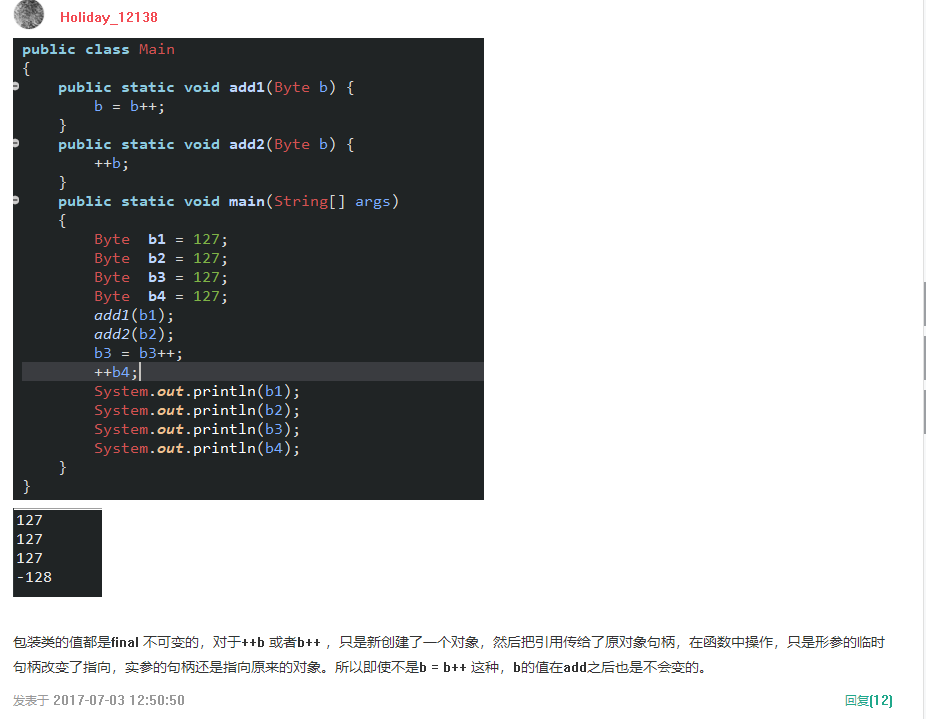 Holiday_12138
public class Main
{
    public static void add1(Byte b) {
        b = b++;
    }
    public static void add2(Byte b) {
        ++b;
    }
    public static void main(String[] args)
    {
        Byte  b1 = 127;
        Byte  b2 = 127;
        Byte  b3 = 127;
        Byte  b4 = 127;
        add1(b1);
        add2(b2);
        b3 = b3++;
        ++b4;
        System.out.println(b1);
        System.out.println(b2);
        System.out.println(b3);
        System.out.println(b4);
    }
}
127
127
127
-128
包装类的值都是final 不可变的，对于++b 或者b++ ，只是新创建了一个对象，然后把引用传给了原对象句柄，在函数中操作，只是形参的临时
句柄改变了指向，实参的句柄还是指向原来的对象。所以即使不是b = b++ 这种，b的值在add之后也是不会变的。
发表于 2017-07-03 12:50:50 回复(12)